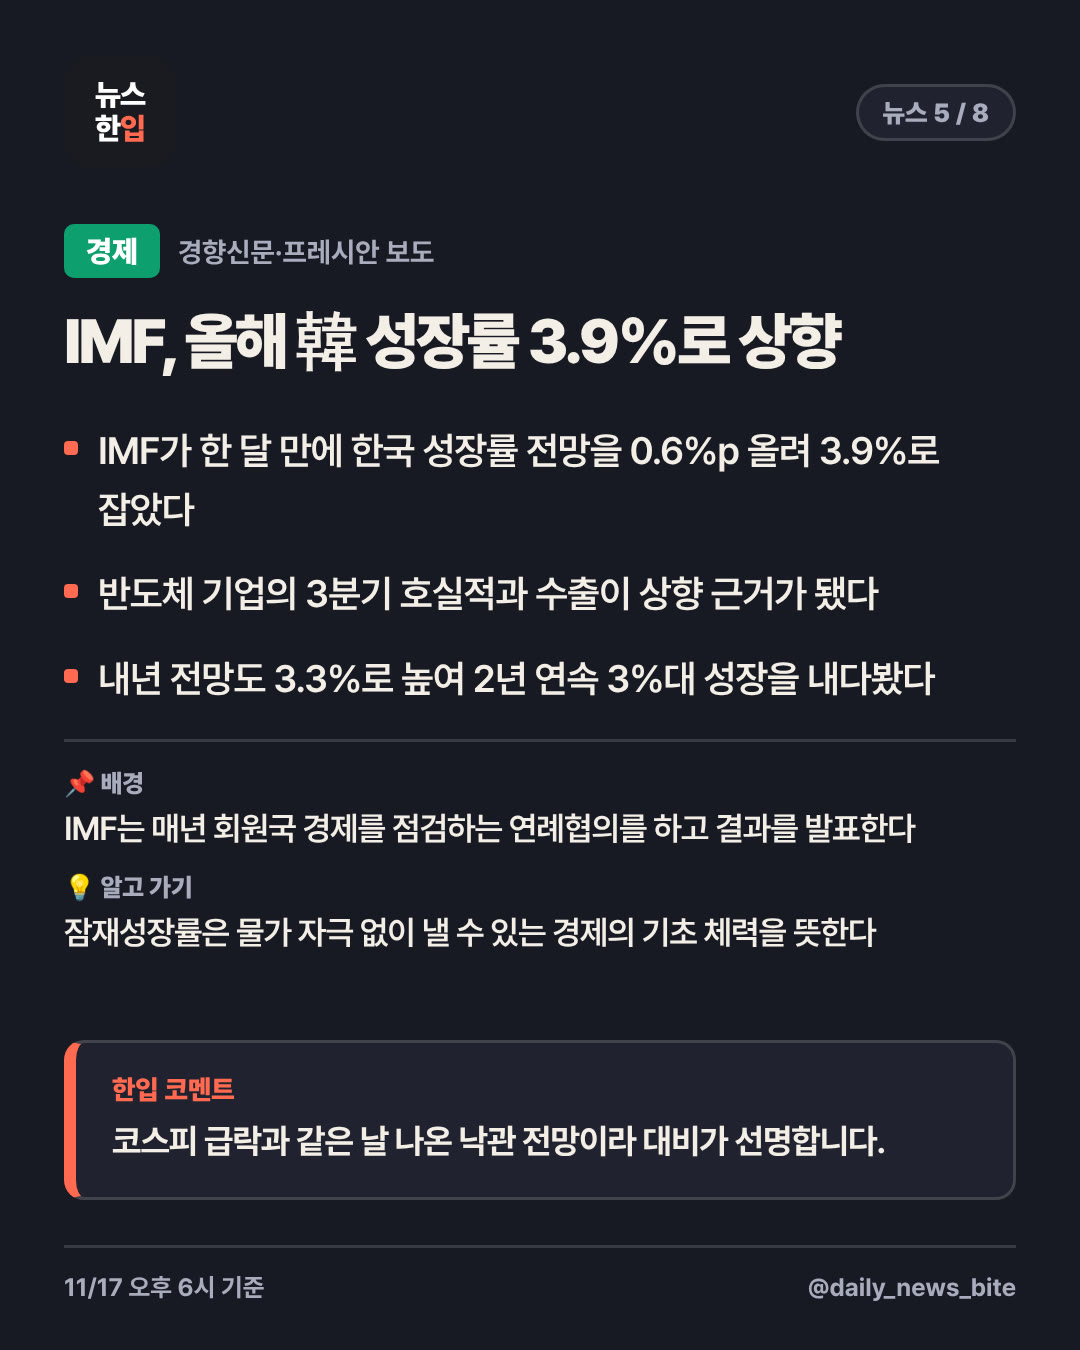 뉴스
한입
뉴스 5 / 8
경제
경향신문·프레시안 보도
IMF, 올해 韓 성장률 3.9%로 상향
IMF가 한 달 만에 한국 성장률 전망을 0.6%p 올려 3.9%로
잡았다
반도체 기업의 3분기 호실적과 수출이 상향 근거가 됐다
내년 전망도 3.3%로 높여 2년 연속 3%대 성장을 내다봤다
📌 배경
IMF는 매년 회원국 경제를 점검하는 연례협의를 하고 결과를 발표한다
💡 알고 가기
잠재성장률은 물가 자극 없이 낼 수 있는 경제의 기초 체력을 뜻한다
한입 코멘트
코스피 급락과 같은 날 나온 낙관 전망이라 대비가 선명합니다.
11/17 오후 6시 기준
@daily_news_bite